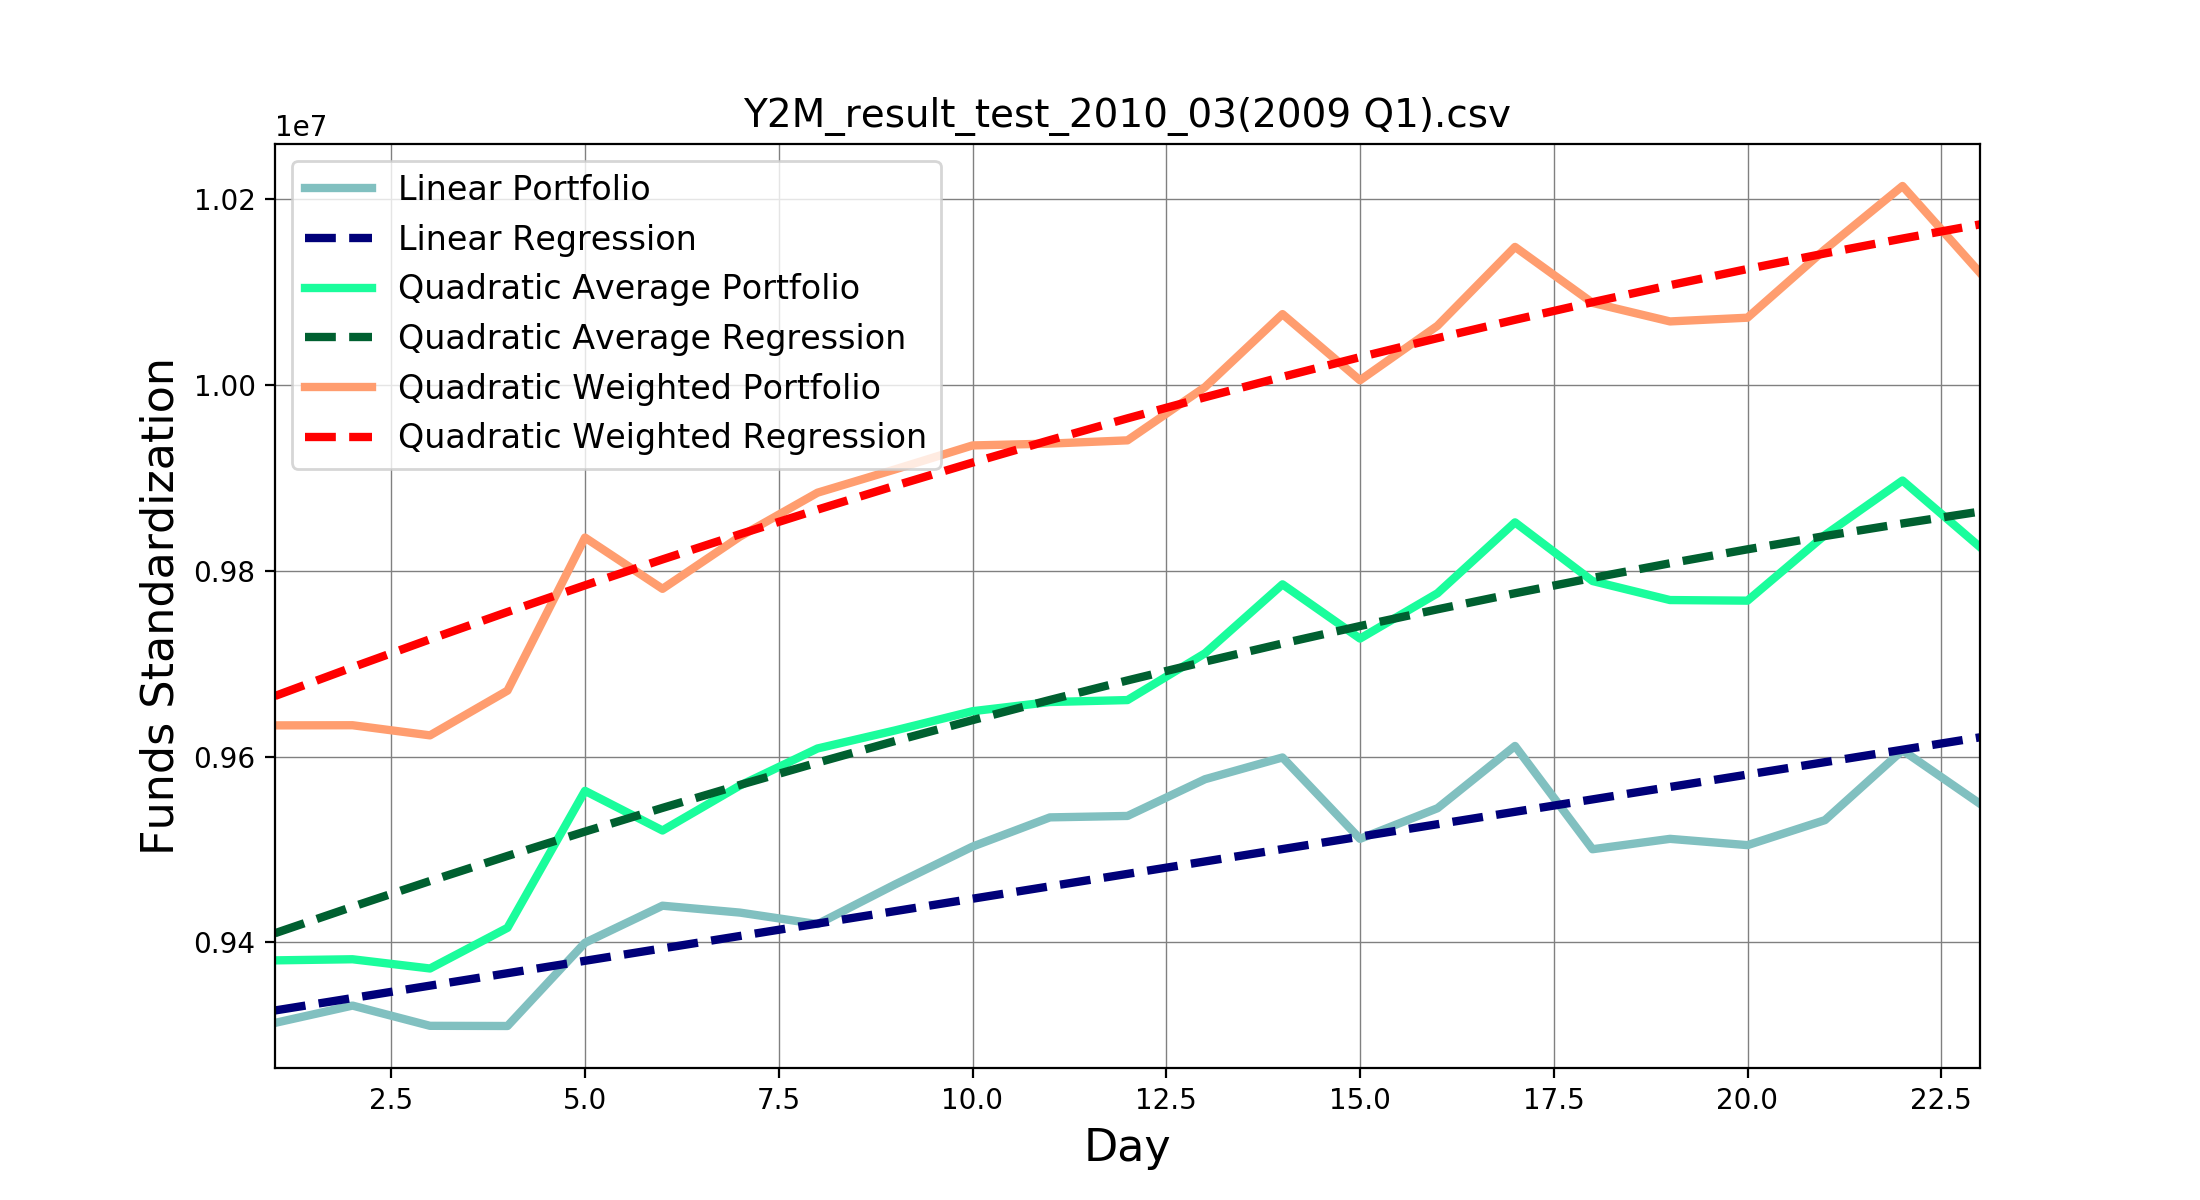 Y2M_result_test_2010_03(2009 Q1).csv
1e7
1.02
1.00
0.98
0.96
0.94
Funds Standardization
Linear Portfolio
Linear Regression
Quadratic Average Portfolio
Quadratic Average Regression
Quadratic Weighted Portfolio
Quadratic Weighted Regression
2.5 5.0 7.5 10.0 12.5 15.0 17.5 20.0 22.5
Day